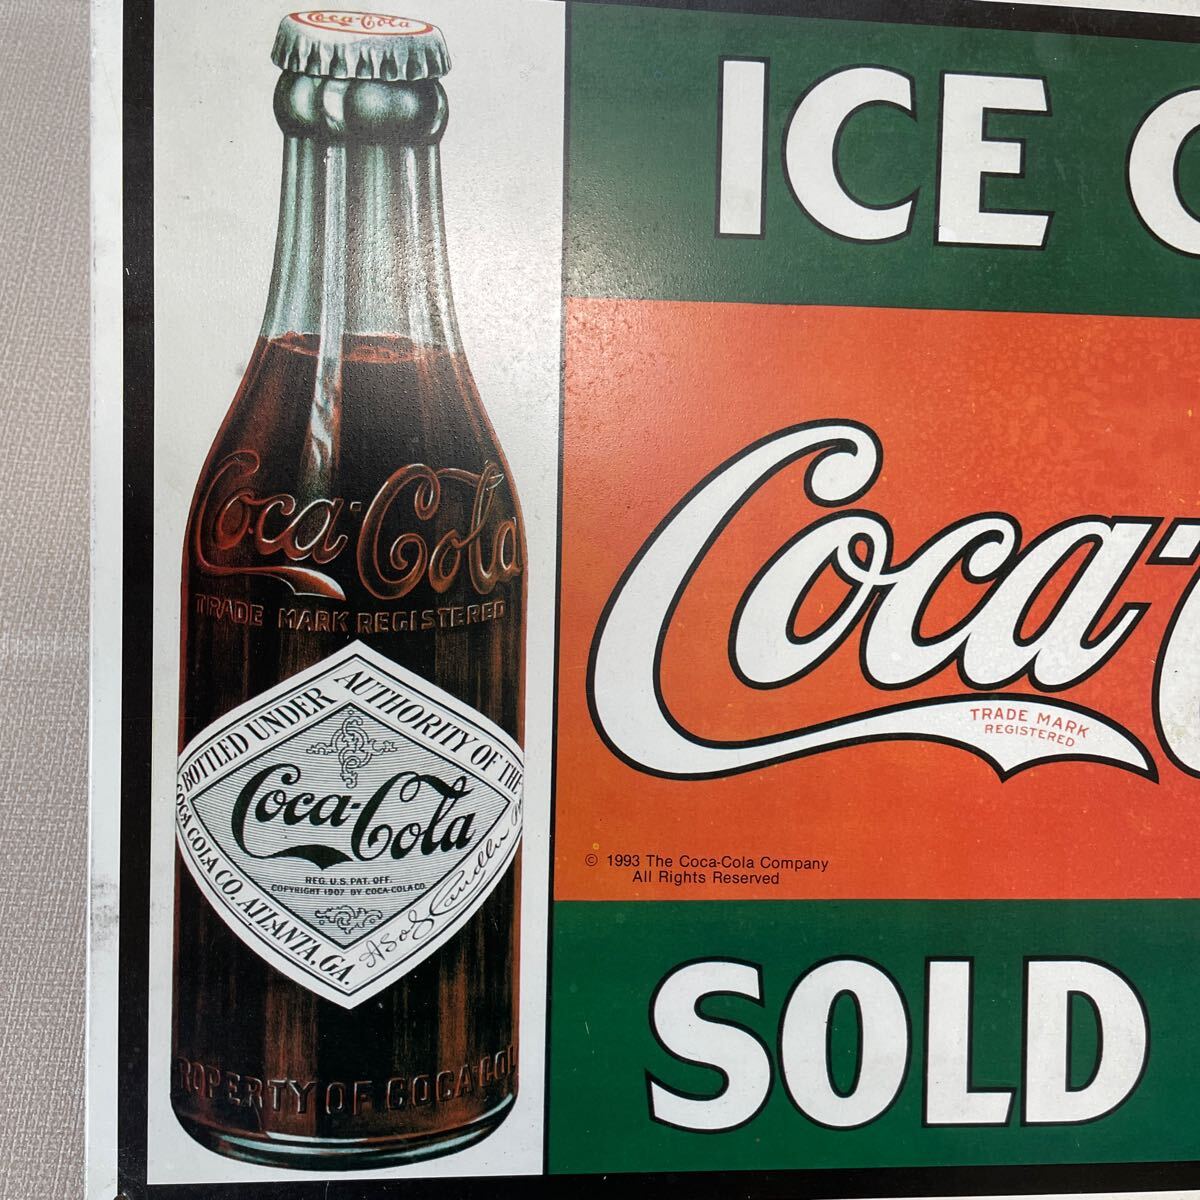 Coca-Cola
Coca-Cola
TRADE MARK REGISTERED
BOTTLED UNDER AUTHORITY OF THE
COCA COLA CO. ATLANTA, GA.
Coca-Cola
REG. U.S. PAT. OFF.
COPYRIGHT 1907 BY COCA-COLA CO.
PROPERTY OF COCA-COL
ICE C
Coca-
TRADE MARK
REGISTERED
© 1993 The Coca-Cola Company
All Rights Reserved
SOLD